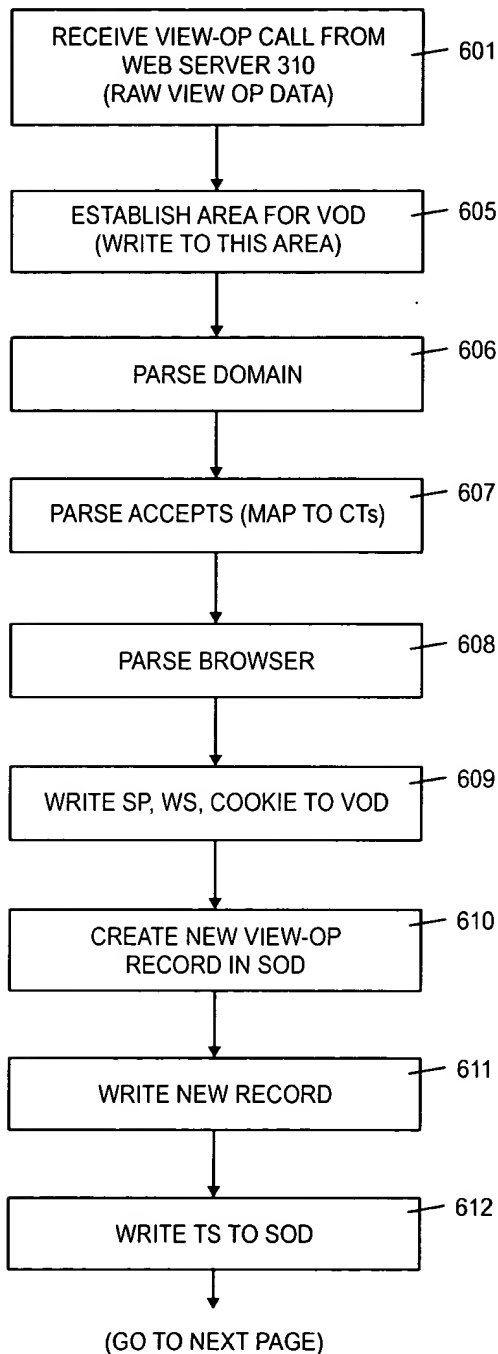 RECEIVE VIEW-OP CALL FROM
WEB SERVER 310
(RAW VIEW OP DATA)
601
ESTABLISH AREA FOR VOD
(WRITE TO THIS AREA)
605
PARSE DOMAIN
606
PARSE ACCEPTS (MAP TO CTs)
607
PARSE BROWSER
608
WRITE SP, WS, COOKIE TO VOD
609
CREATE NEW VIEW-OP
RECORD IN SOD
610
WRITE NEW RECORD
611
WRITE TS TO SOD
612
(GO TO NEXT PAGE)